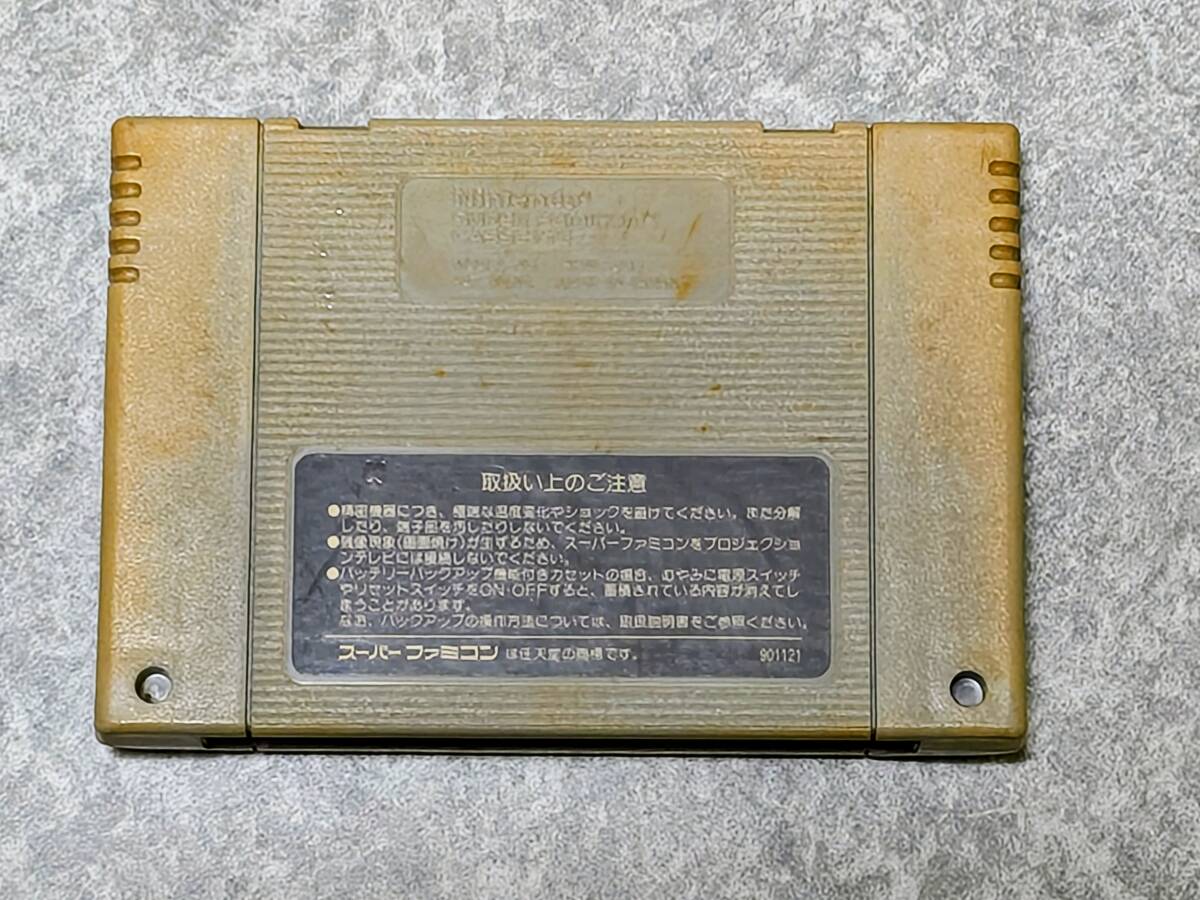 Nintendo
取扱い上のご注意
●精密機器につき、極端な温度変化やショックを避けてください。また分解
したり、端子部を汚したりしないでください。
●残像現象(画面焼け)が生ずるため、スーパーファミコンをプロジェクショ
ンテレビには接続しないでください。
●バッテリーバックアップ機能付きカセットの場合、むやみに電源スイッチ
やリセットスイッチをON・OFFすると、蓄積されている内容が消えてし
まうことがあります。
なお、バックアップの操作方法については、取扱説明書をご参照ください。
スーパーファミコン は任天堂の商標です。 901121